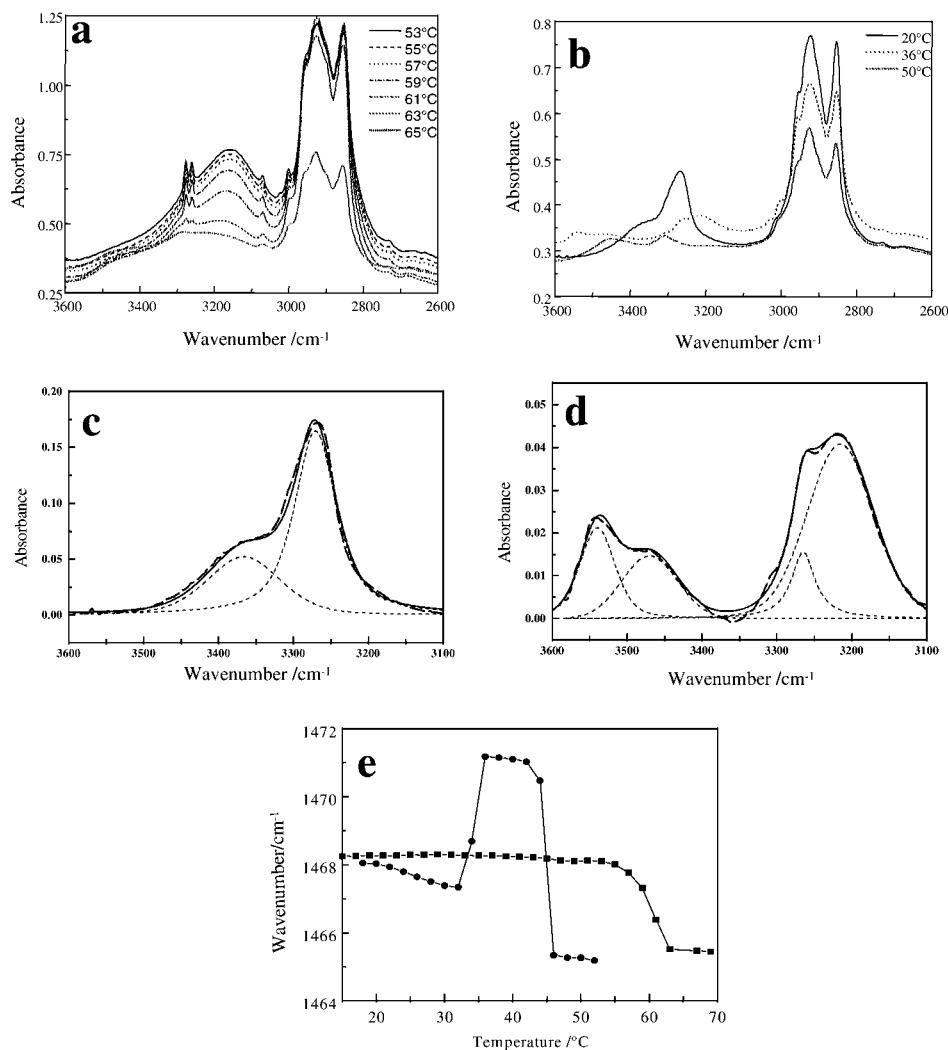 a
53°C
55°C
57°C
59°C
61°C
63°C
65°C
1.25
1.00
0.75
0.50
0.25
Absorbance
3600 3400 3200 3000 2800 2600
Wavenumber /cm-1
b
20°C
36°C
50°C
0.8
0.7
0.6
0.5
0.4
0.3
0.2
Absorbance
3600 3400 3200 3000 2800 2600
Wavenumber /cm-1
c
0.20
0.15
0.10
0.05
0.00
Absorbance
3600 3500 3400 3300 3200 3100
Wavenumber /cm-1
d
0.05
0.04
0.03
0.02
0.01
0.00
Absorbance
3600 3500 3400 3300 3200 3100
Wavenumber /cm-1
e
1472
1470
1468
1466
1464
Wavenumber/cm-1
20 30 40 50 60 70
Temperature /°C